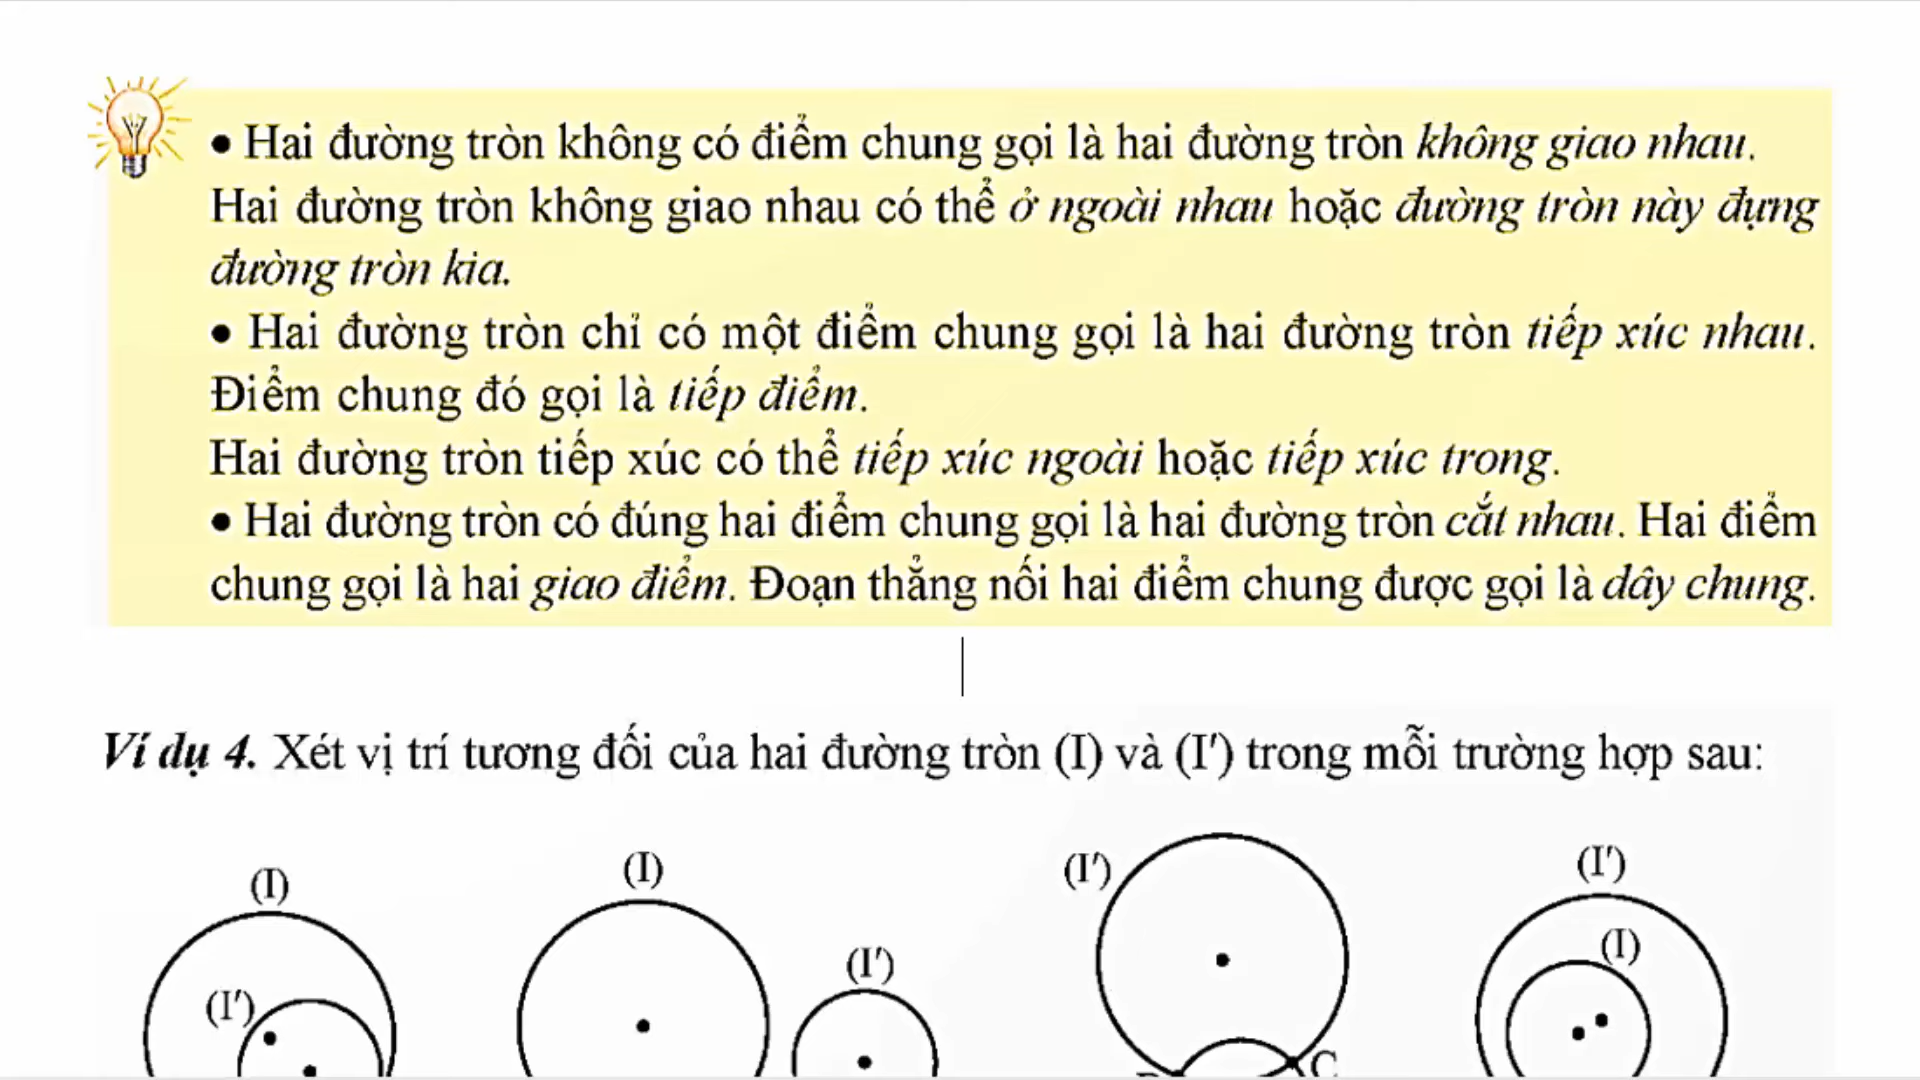 • Hai đường tròn không có điểm chung gọi là hai đường tròn không giao nhau.
Hai đường tròn không giao nhau có thể ở ngoài nhau hoặc đường tròn này đựng
đường tròn kia.
• Hai đường tròn chỉ có một điểm chung gọi là hai đường tròn tiếp xúc nhau.
Điểm chung đó gọi là tiếp điểm.
Hai đường tròn tiếp xúc có thể tiếp xúc ngoài hoặc tiếp xúc trong.
• Hai đường tròn có đúng hai điểm chung gọi là hai đường tròn cắt nhau. Hai điểm
chung gọi là hai giao điểm. Đoạn thẳng nối hai điểm chung được gọi là dây chung.
Ví dụ 4. Xét vị trí tương đối của hai đường tròn (I) và (I′) trong mỗi trường hợp sau:
(I)
(I′)
(I)
(I′)
(I′)
C
(I′)
(I)